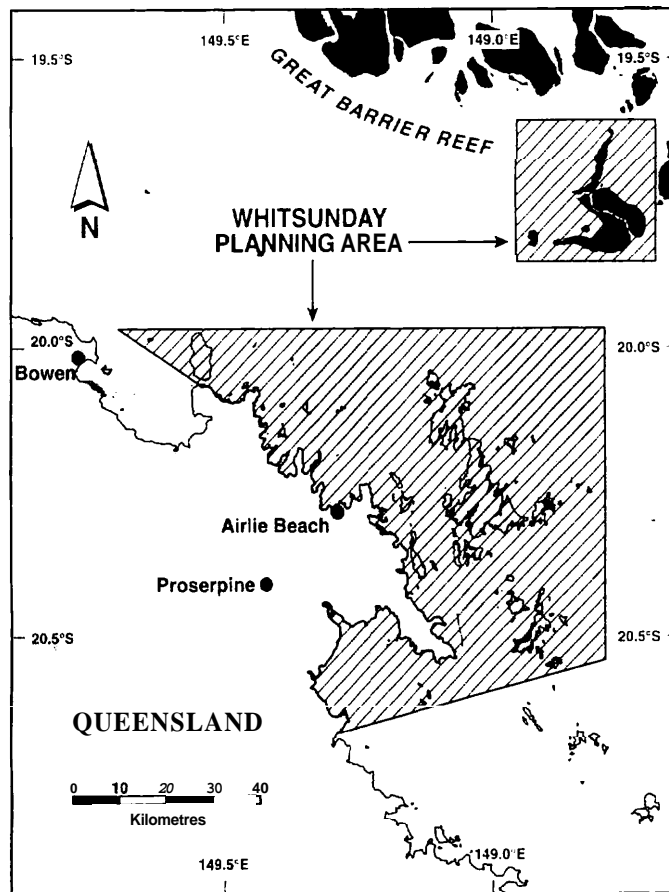 149.5°E
149.0°E
19.5°S
19.5°S
GREAT BARRIER REEF
N
WHITSUNDAY
PLANNING AREA
20.0°S
20.0°S
Bowen
Airlie Beach
Proserpine
20.5°S
20.5°S
QUEENSLAND
0 10 20 30 40
Kilometres
149.5°E
149.0°E